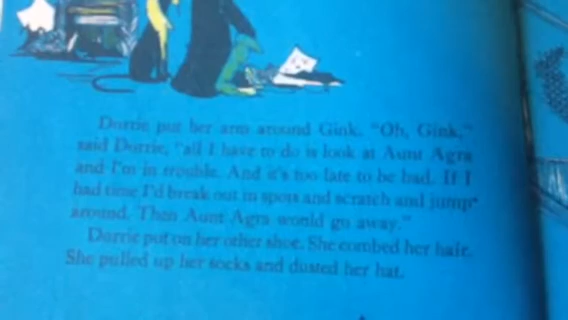 Dorrie put her arm around Gink. "Oh, Gink,"
said Dorrie, "all I have to do is look at Aunt Agra
and I'm in trouble. And it's too late to be bad. If I
had time I'd break out in spots and scratch and jump
around. Then Aunt Agra would go away."
Dorrie put on her other shoe. She combed her hair.
She pulled up her socks and dusted her hat.